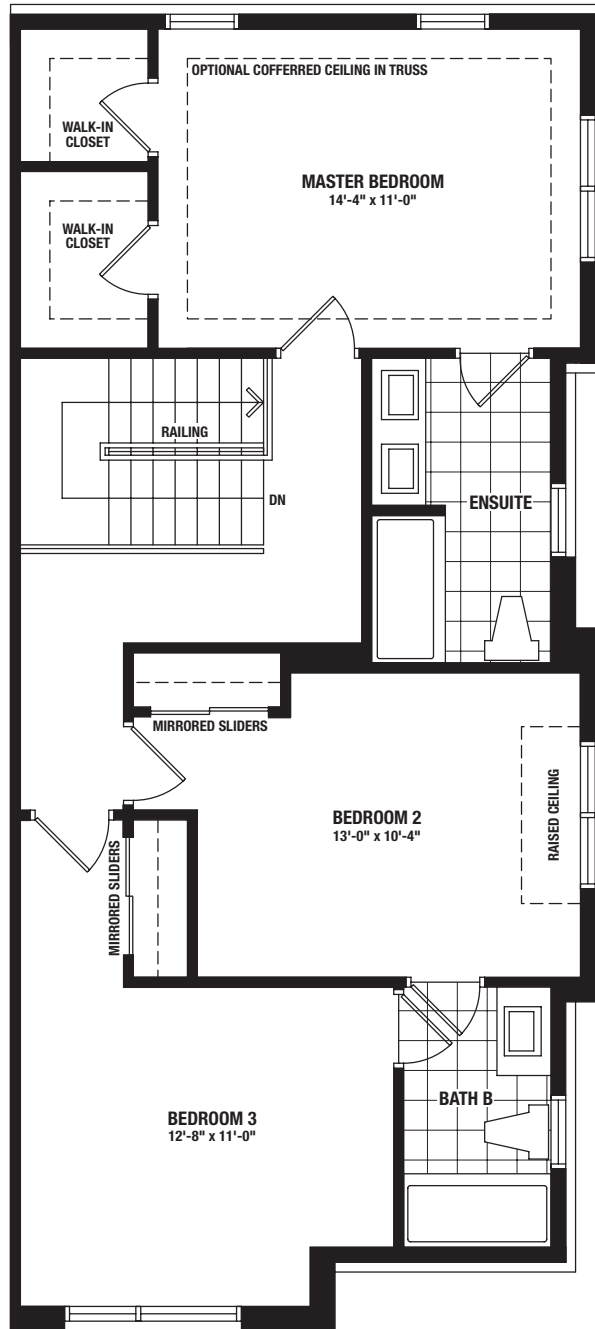 OPTIONAL COFFERRED CEILING IN TRUSS
WALK-IN
CLOSET
MASTER BEDROOM
14'-4" x 11'-0"
WALK-IN
CLOSET
RAILING
DN
ENSUITE
MIRRORED SLIDERS
BEDROOM 2
13'-0" x 10'-4"
RAISED CEILING
MIRRORED SLIDERS
BATH B
BEDROOM 3
12'-8" x 11'-0"